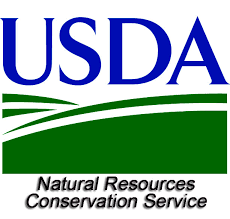 USDA
Natural Resources
Conservation Service